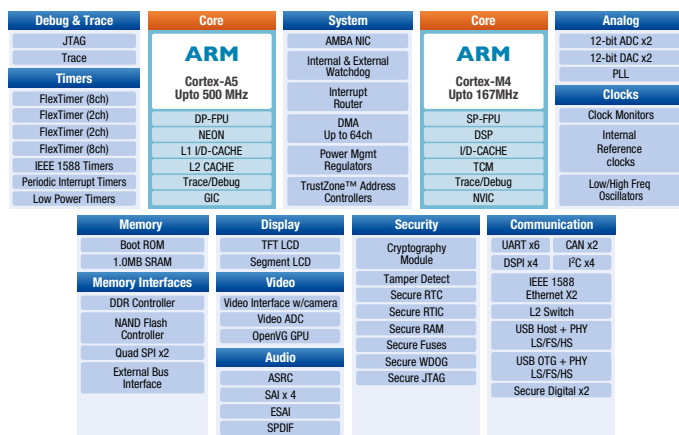 Debug & Trace
JTAG
Trace
Timers
FlexTimer (8ch)
FlexTimer (2ch)
FlexTimer (2ch)
FlexTimer (8ch)
IEEE 1588 Timers
Periodic Interrupt Timers
Low Power Timers
Core
ARM
Cortex-A5
Upto 500 MHz
DP-FPU
NEON
L1 I/D-CACHE
L2 CACHE
Trace/Debug
GIC
System
AMBA NIC
Internal & External
Watchdog
Interrupt
Router
DMA
Up to 64ch
Power Mgmt
Regulators
TrustZone™ Address
Controllers
Core
ARM
Cortex-M4
Upto 167MHz
SP-FPU
DSP
I/D-CACHE
TCM
Trace/Debug
NVIC
Analog
12-bit ADC x2
12-bit DAC x2
PLL
Clocks
Clock Monitors
Internal
Reference
clocks
Low/High Freq
Oscillators
Memory
Boot ROM
1.0MB SRAM
Memory Interfaces
DDR Controller
NAND Flash
Controller
Quad SPI x2
External Bus
Interface
Display
TFT LCD
Segment LCD
Video
Video Interface w/camera
Video ADC
OpenVG GPU
Audio
ASRC
SAI x 4
ESAI
SPDIF
Security
Cryptography
Module
Tamper Detect
Secure RTC
Secure RTIC
Secure RAM
Secure Fuses
Secure WDOG
Secure JTAG
Communication
UART x6 CAN x2
DSPI x4 I²C x4
IEEE 1588
Ethernet X2
L2 Switch
USB Host + PHY
LS/FS/HS
USB OTG + PHY
LS/FS/HS
Secure Digital x2